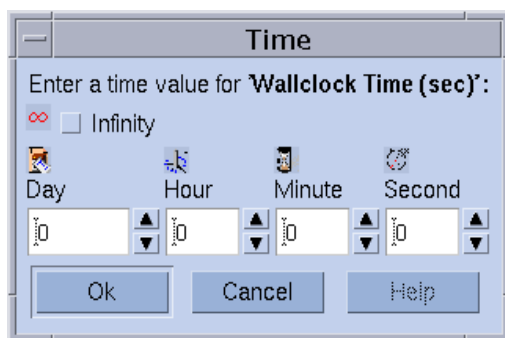 Time
Enter a time value for 'Wallclock Time (sec)':
∞ Infinity
Day Hour Minute Second
0 0 0 0
Ok Cancel Help